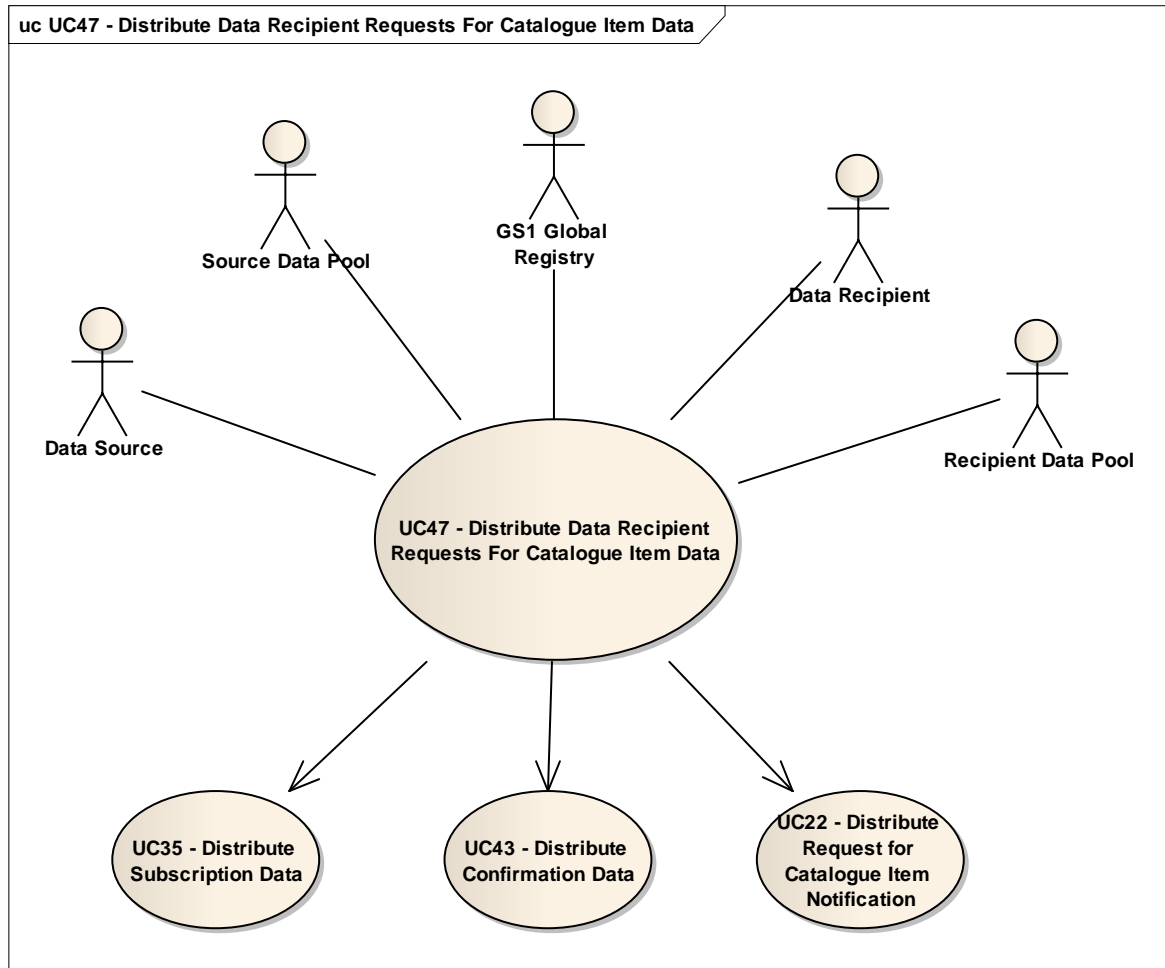 uc UC47 - Distribute Data Recipient Requests For Catalogue Item Data
GS1 Global
Registry
Source Data Pool
Data Recipient
Data Source
Recipient Data Pool
UC47 - Distribute Data Recipient
Requests For Catalogue Item Data
UC35 - Distribute
Subscription Data
UC43 - Distribute
Confirmation Data
UC22 - Distribute
Request for
Catalogue Item
Notification